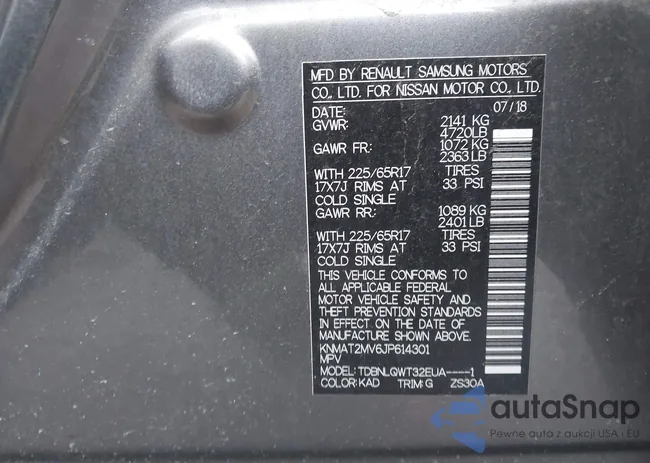 MFD BY RENAULT SAMSUNG MOTORS
CO., LTD. FOR NISSAN MOTOR CO., LTD.
DATE: 07/18
GVWR: 2141 KG
4720LB
GAWR FR: 1072 KG
2363 LB
WITH 225/65R17 TIRES
17X7J RIMS AT 33 PSI
COLD SINGLE
GAWR RR: 1089 KG
2401 LB
WITH 225/65R17 TIRES
17X7J RIMS AT 33 PSI
COLD SINGLE
THIS VEHICLE CONFORMS TO
ALL APPLICABLE FEDERAL
MOTOR VEHICLE SAFETY AND
THEFT PREVENTION STANDARDS
IN EFFECT ON THE DATE OF
MANUFACTURE SHOWN ABOVE.
KNMAT2MV6JP614301
MPV
MODEL: TDBNLQWT32EUA----1
COLOR: KAD TRIM: G ZS30A
autoSnap
Pewne auta z aukcji USA i EU